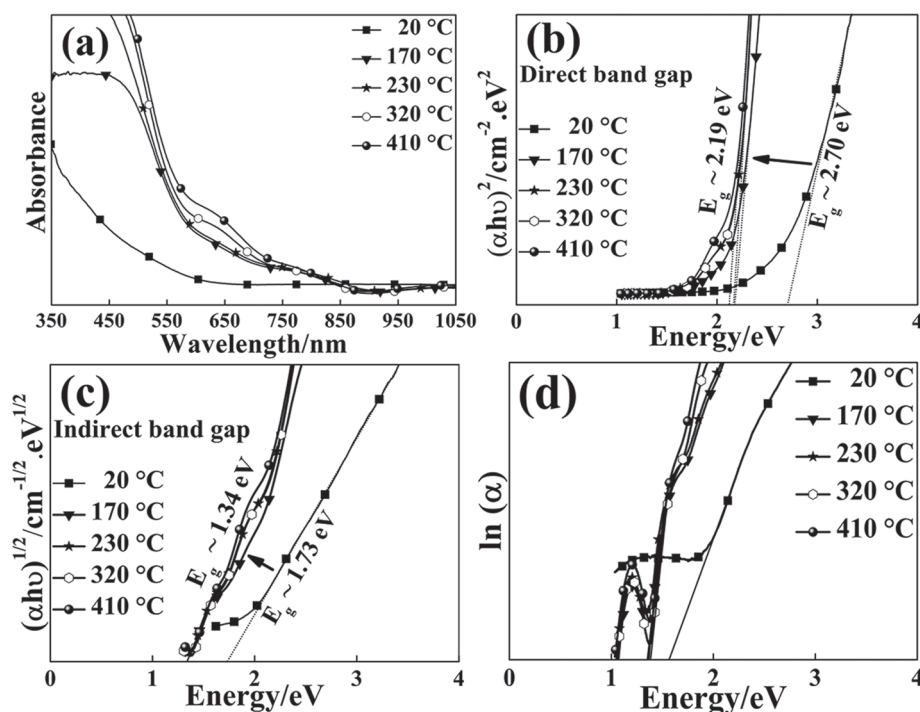 (a)
20 °C
170 °C
230 °C
320 °C
410 °C
Absorbance
350 450 550 650 750 850 950 1050
Wavelength/nm
(b)
Direct band gap
20 °C
170 °C
230 °C
320 °C
410 °C
E_g ~ 2.19 eV
E_g ~ 2.70 eV
(αhυ)²/cm⁻².eV²
0 1 2 3 4
Energy/eV
(c)
Indirect band gap
20 °C
170 °C
230 °C
320 °C
410 °C
E_g ~ 1.34 eV
E_g ~ 1.73 eV
(αhυ)^1/2/cm^-1/2.eV^1/2
0 1 2 3 4
Energy/eV
(d)
20 °C
170 °C
230 °C
320 °C
410 °C
ln (α)
0 1 2 3 4
Energy/eV